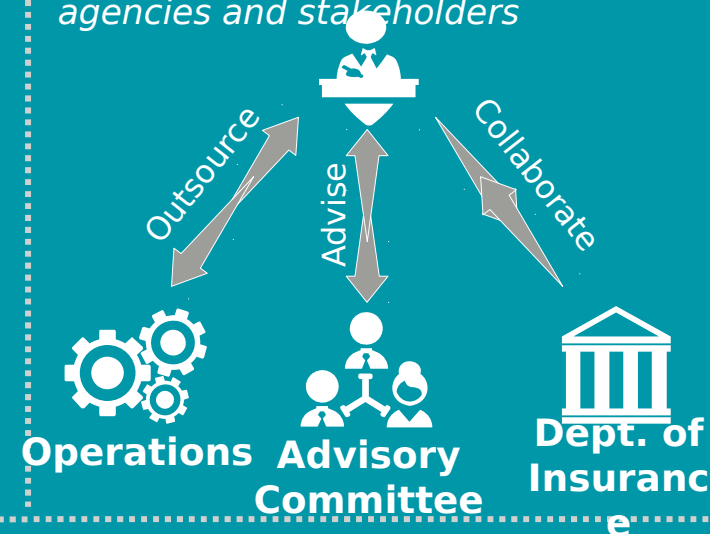 agencies and stakeholders
Outsource
Advise
Collaborate
Operations
Advisory
Committee
Dept. of
Insuranc
e